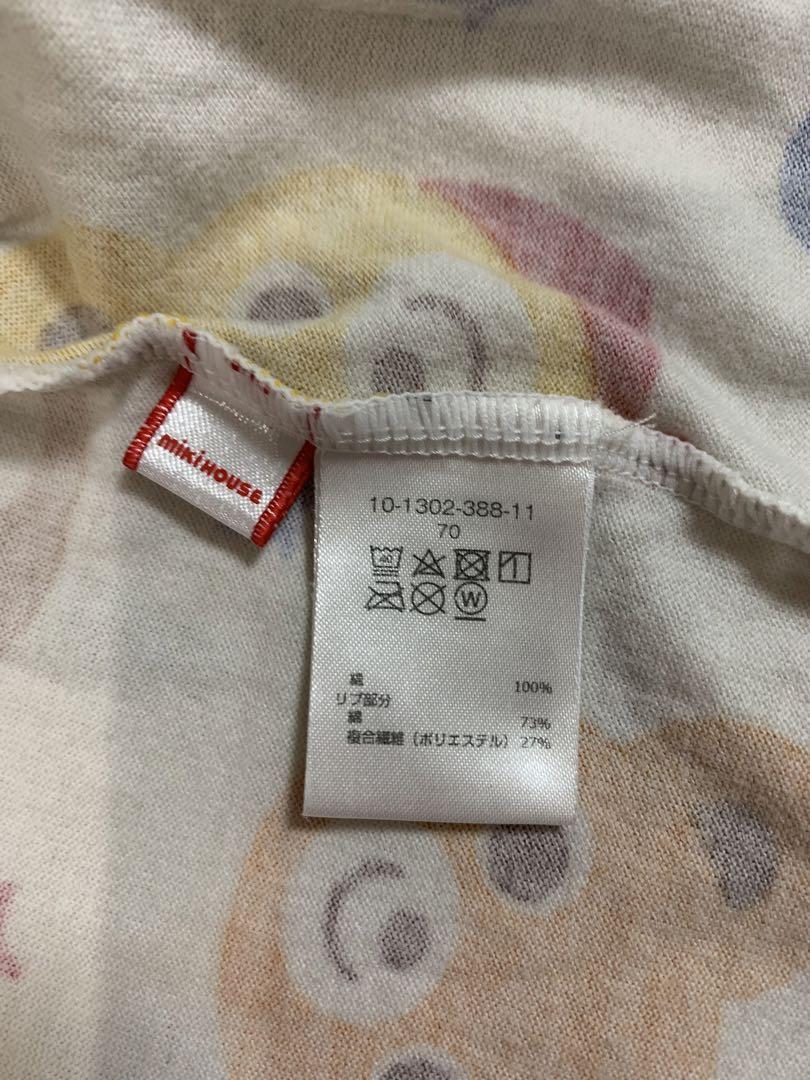 miKiHOUSE
10-1302-388-11
70
40
W
綿 100%
リブ部分
綿 73%
複合繊維（ポリエステル）27%